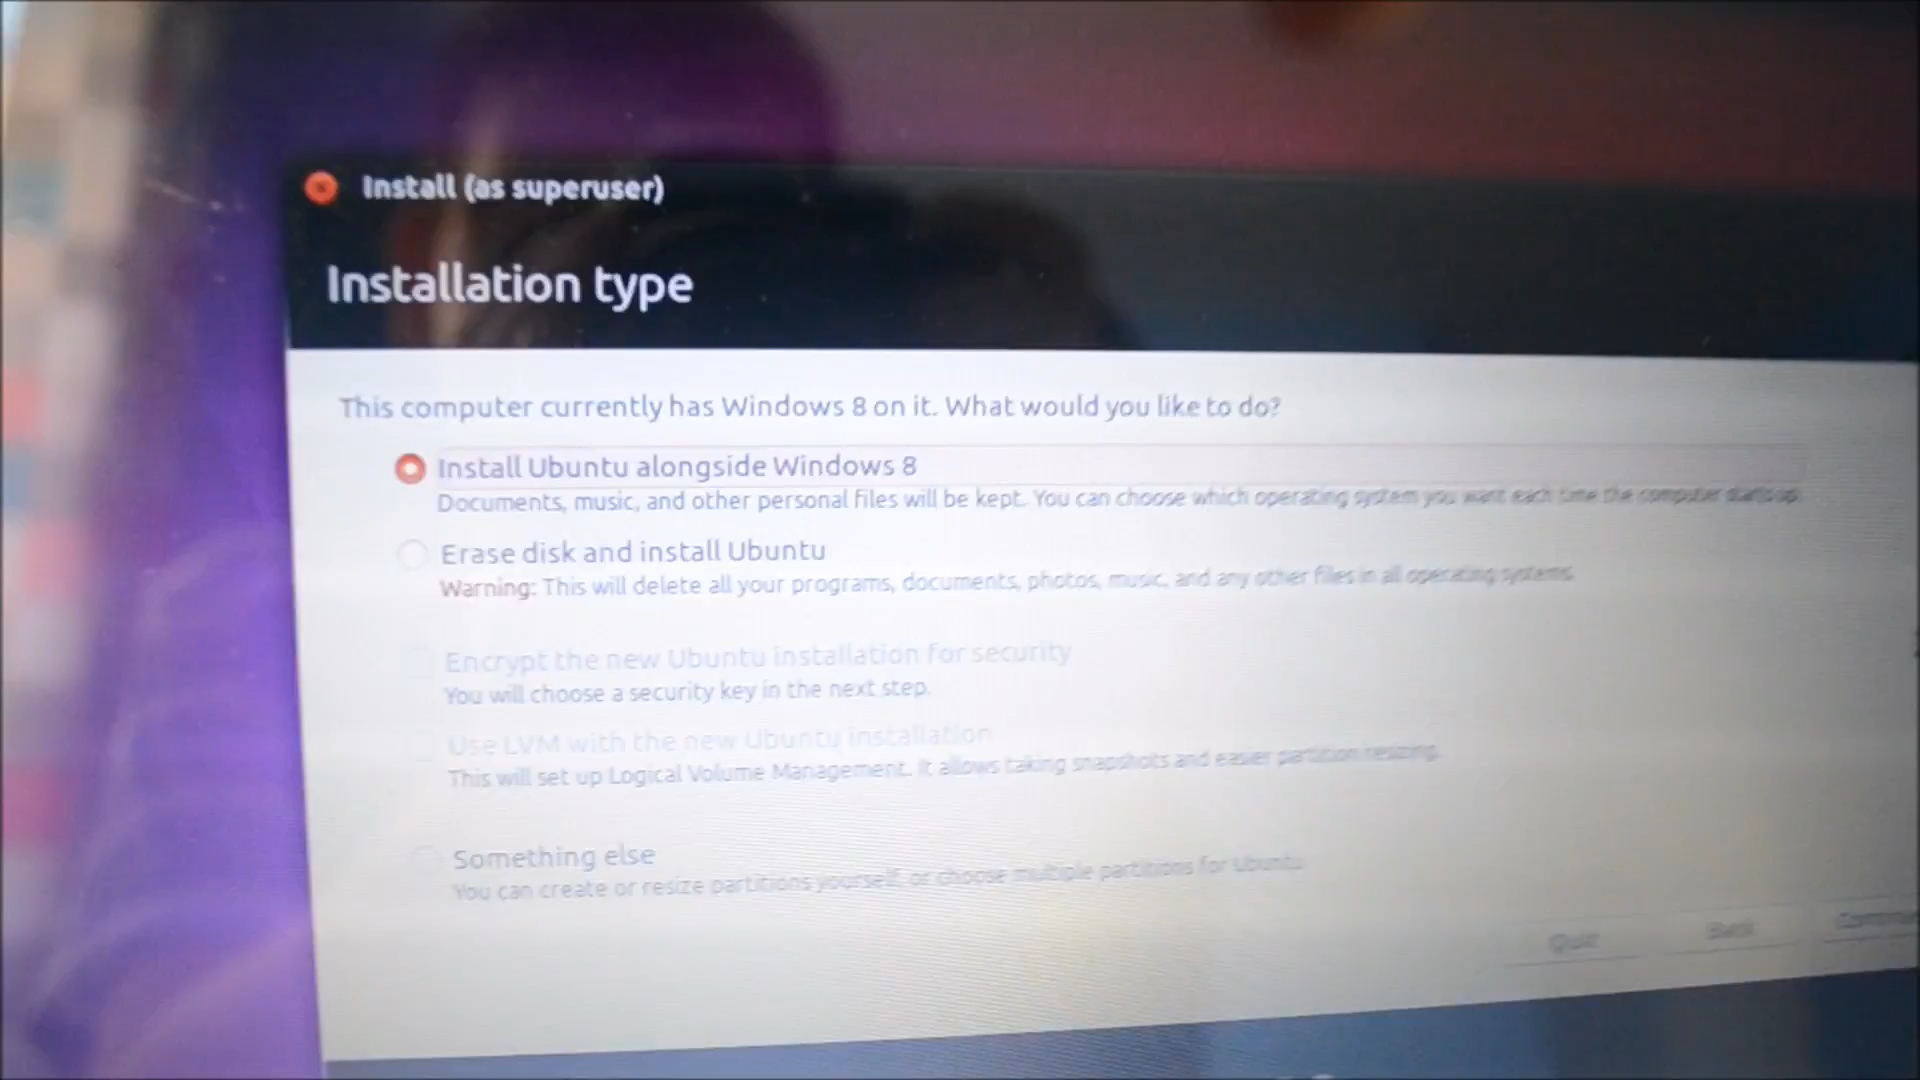 Install (as superuser)
Installation type
This computer currently has Windows 8 on it. What would you like to do?
Install Ubuntu alongside Windows 8
Documents, music, and other personal files will be kept. You can choose which operating system you want each time the computer starts up.
Erase disk and install Ubuntu
Warning: This will delete all your programs, documents, photos, music, and any other files in all operating systems.
Encrypt the new Ubuntu installation for security
You will choose a security key in the next step.
Use LVM with the new Ubuntu installation
This will set up Logical Volume Management. It allows taking snapshots and easier partition resizing.
Something else
You can create or resize partitions yourself, or choose multiple partitions for Ubuntu.
Quit
Back